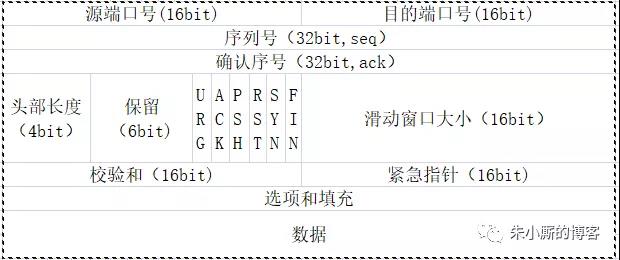 源端口号(16bit)
目的端口号(16bit)
序列号（32bit,seq）
确认序号（32bit,ack）
头部长度
（4bit）
保留
（6bit）
URG
ACK
PSH
RST
SYN
FIN
滑动窗口大小（16bit）
校验和（16bit)
紧急指针（16bit）
选项和填充
数据
朱小厮的博客